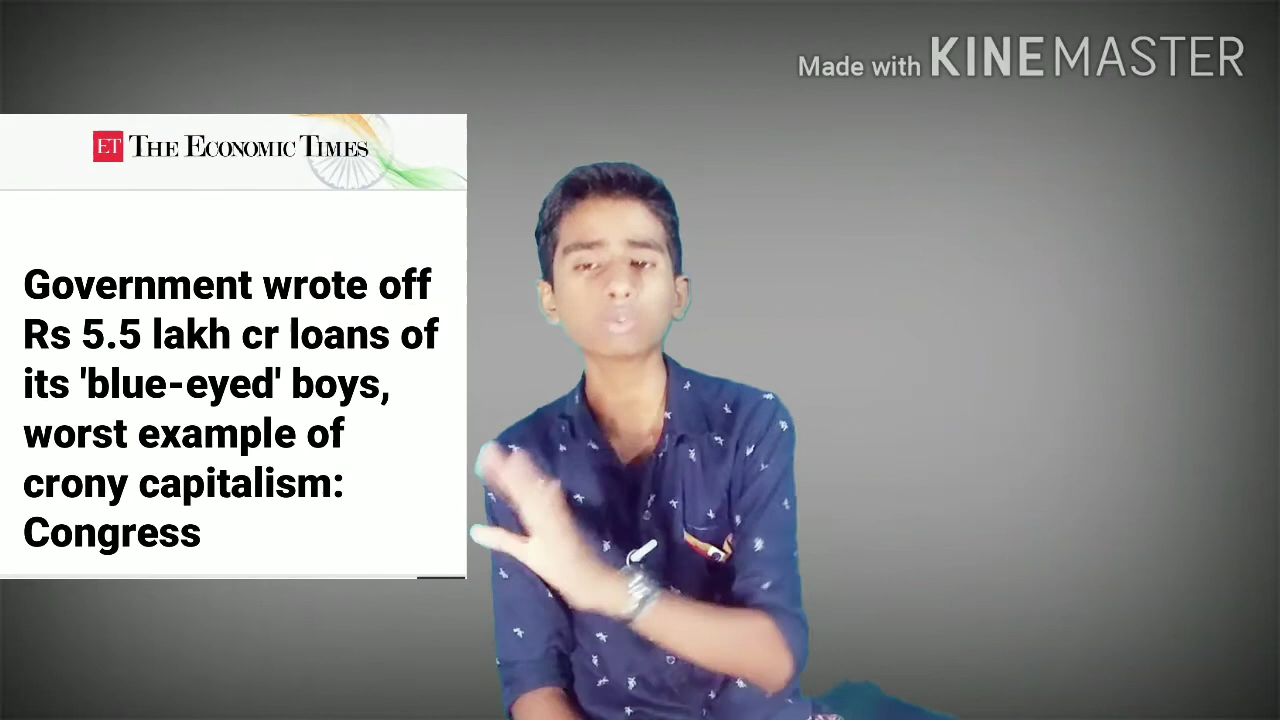 Made with KINEMASTER
ET THE ECONOMIC TIMES
Government wrote off
Rs 5.5 lakh cr loans of
its 'blue-eyed' boys,
worst example of
crony capitalism:
Congress